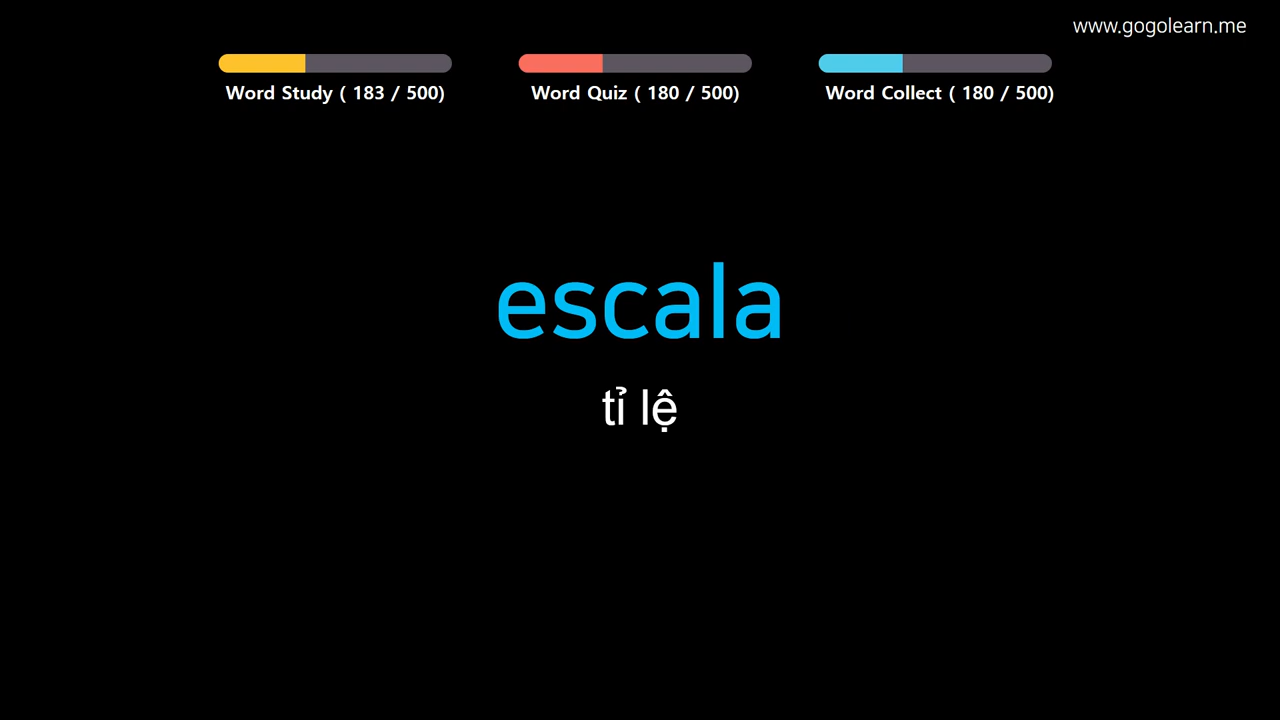 www.gogolearn.me
Word Study ( 183 / 500)
Word Quiz ( 180 / 500)
Word Collect ( 180 / 500)
escala
tỉ lệ